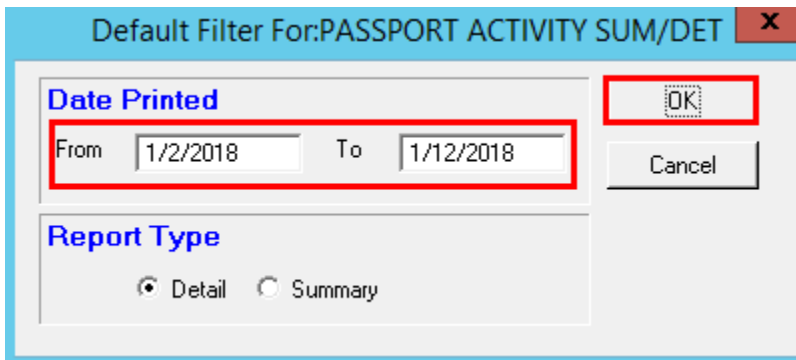 Default Filter For:PASSPORT ACTIVITY SUM/DET x
Date Printed
OK
From 1/2/2018 To 1/12/2018
Cancel
Report Type
Detail Summary